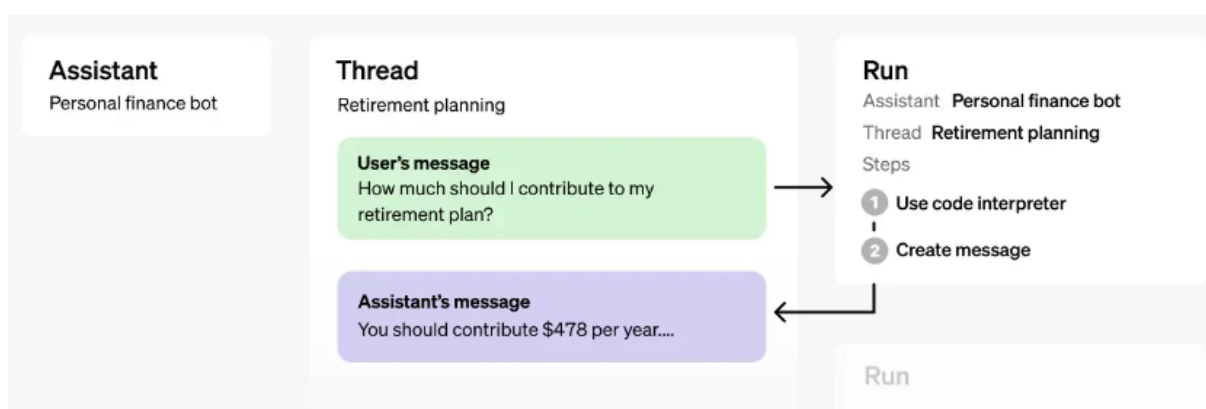 Assistant
Personal finance bot
Thread
Retirement planning
User's message
How much should I contribute to my
retirement plan?
Assistant's message
You should contribute $478 per year....
Run
Assistant Personal finance bot
Thread Retirement planning
Steps
1 Use code interpreter
2 Create message
Run